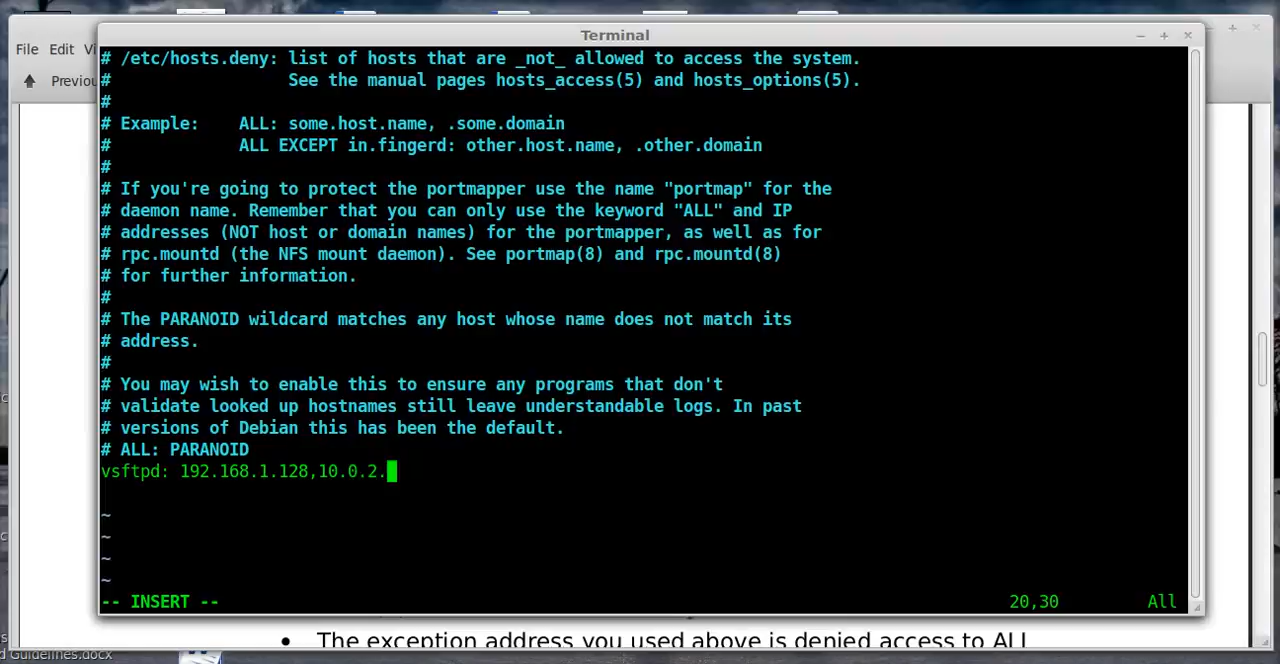 Terminal
File Edit Vi
Previou
# /etc/hosts.deny: list of hosts that are _not_ allowed to access the system.
# See the manual pages hosts_access(5) and hosts_options(5).
#
# Example: ALL: some.host.name, .some.domain
# ALL EXCEPT in.fingerd: other.host.name, .other.domain
#
# If you're going to protect the portmapper use the name "portmap" for the
# daemon name. Remember that you can only use the keyword "ALL" and IP
# addresses (NOT host or domain names) for the portmapper, as well as for
# rpc.mountd (the NFS mount daemon). See portmap(8) and rpc.mountd(8)
# for further information.
#
# The PARANOID wildcard matches any host whose name does not match its
# address.
#
# You may wish to enable this to ensure any programs that don't
# validate looked up hostnames still leave understandable logs. In past
# versions of Debian this has been the default.
# ALL: PARANOID
vsftpd: 192.168.1.128,10.0.2.
~
~
~
~
-- INSERT -- 20,30 All
• The exception address you used above is denied access to ALL
d Guidelines.docx